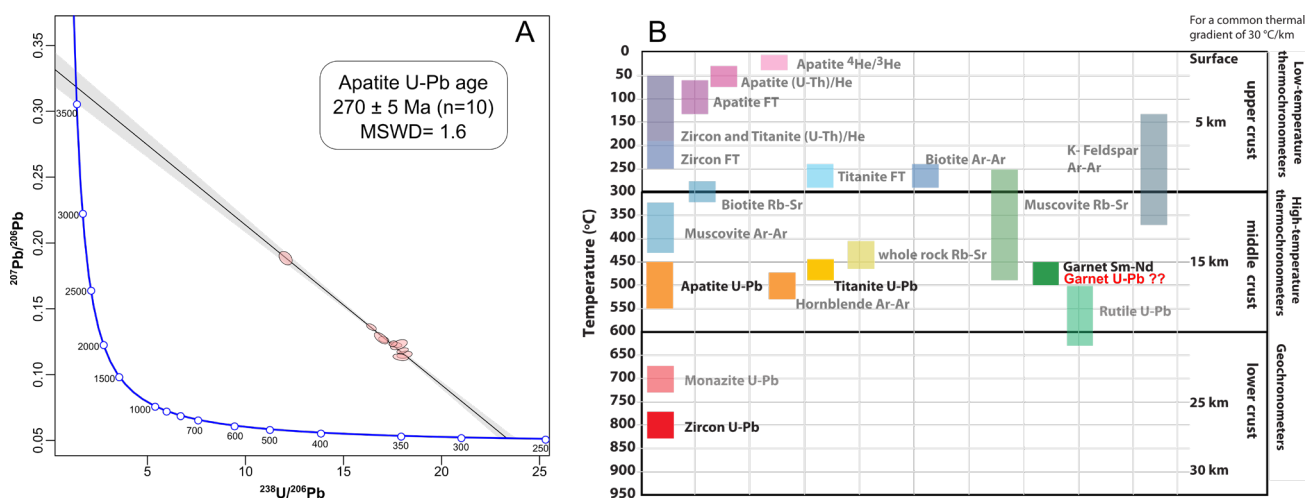 A
Apatite U-Pb age
270 ± 5 Ma (n=10)
MSWD= 1.6
²⁰⁷Pb/²⁰⁶Pb
0.35
0.30
0.25
0.20
0.15
0.10
0.05
3500
3000
2500
2000
1500
1000
700
600
500
400
350
300
250
5
10
15
20
25
²³⁸U/²⁰⁶Pb
B
For a common thermal
gradient of 30 °C/km
Temperature (°C)
0
50
100
150
200
250
300
350
400
450
500
550
600
650
700
750
800
850
900
950
Apatite ⁴He/³He
Apatite (U-Th)/He
Apatite FT
Zircon and Titanite (U-Th)/He
Zircon FT
Titanite FT
Biotite Ar-Ar
K- Feldspar
Ar-Ar
Biotite Rb-Sr
Muscovite Rb-Sr
Muscovite Ar-Ar
whole rock Rb-Sr
Garnet Sm-Nd
Garnet U-Pb ??
Apatite U-Pb
Titanite U-Pb
Hornblende Ar-Ar
Rutile U-Pb
Monazite U-Pb
Zircon U-Pb
Surface
5 km
15 km
25 km
30 km
upper crust
middle crust
lower crust
Low-temperature
thermochronometers
High-temperature
thermochronometers
Geochronometers